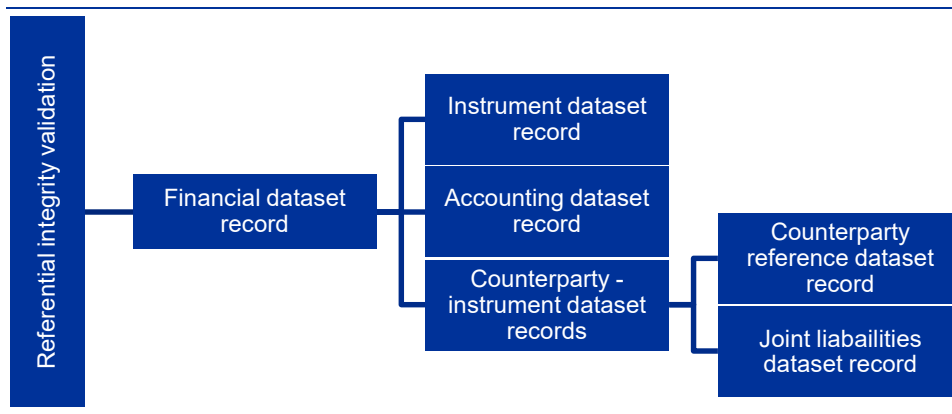 Referential integrity validation
Financial dataset
record
Instrument dataset
record
Accounting dataset
record
Counterparty -
instrument dataset
records
Counterparty
reference dataset
record
Joint liabailities
dataset record